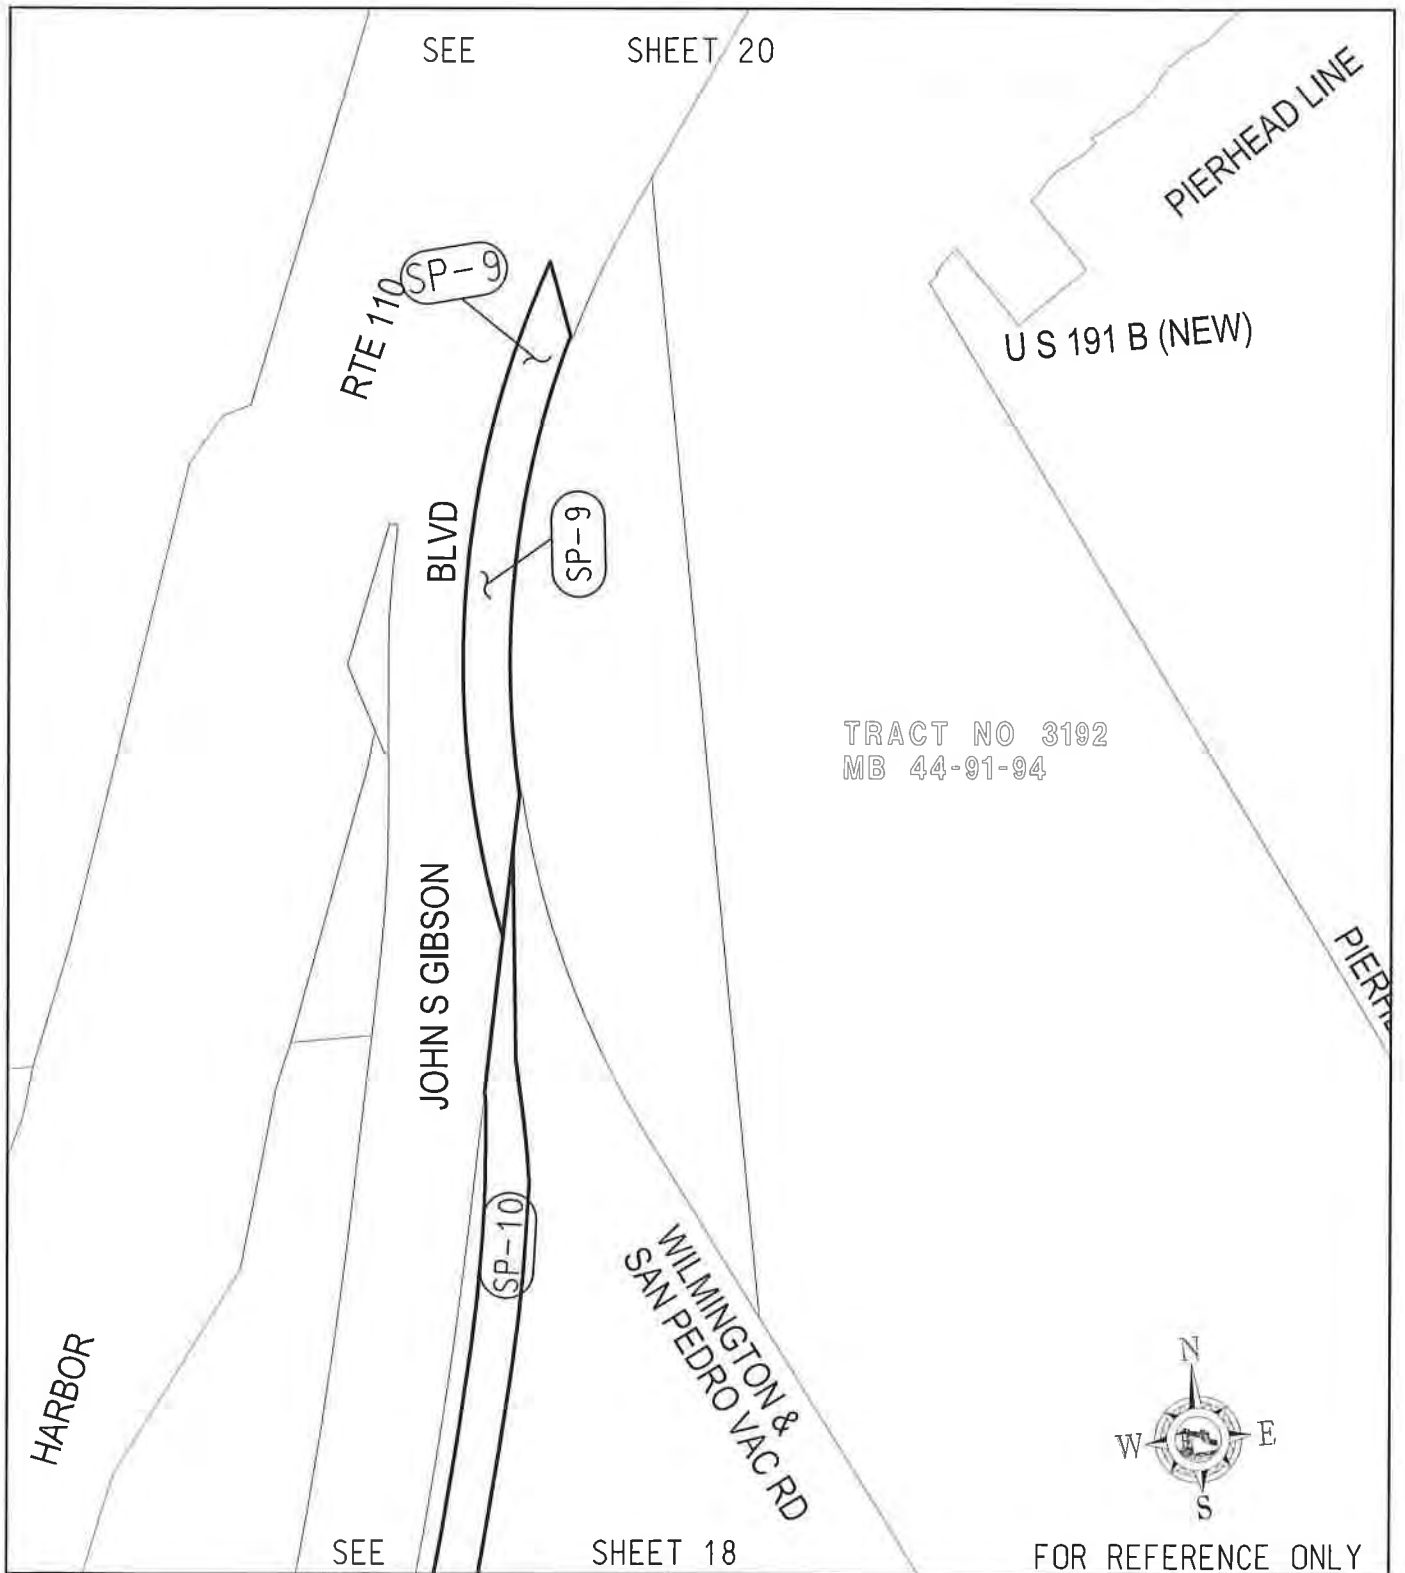 SEE SHEET 20
PIERHEAD LINE
SP-9
RTE 110
U S 191 B (NEW)
BLVD
SP-9
TRACT NO 3192
MB 44-91-94
JOHN S GIBSON
SP-10
WILMINGTON &
SAN PEDRO VAC RD
HARBOR
N
W E
S
SEE SHEET 18
FOR REFERENCE ONLY